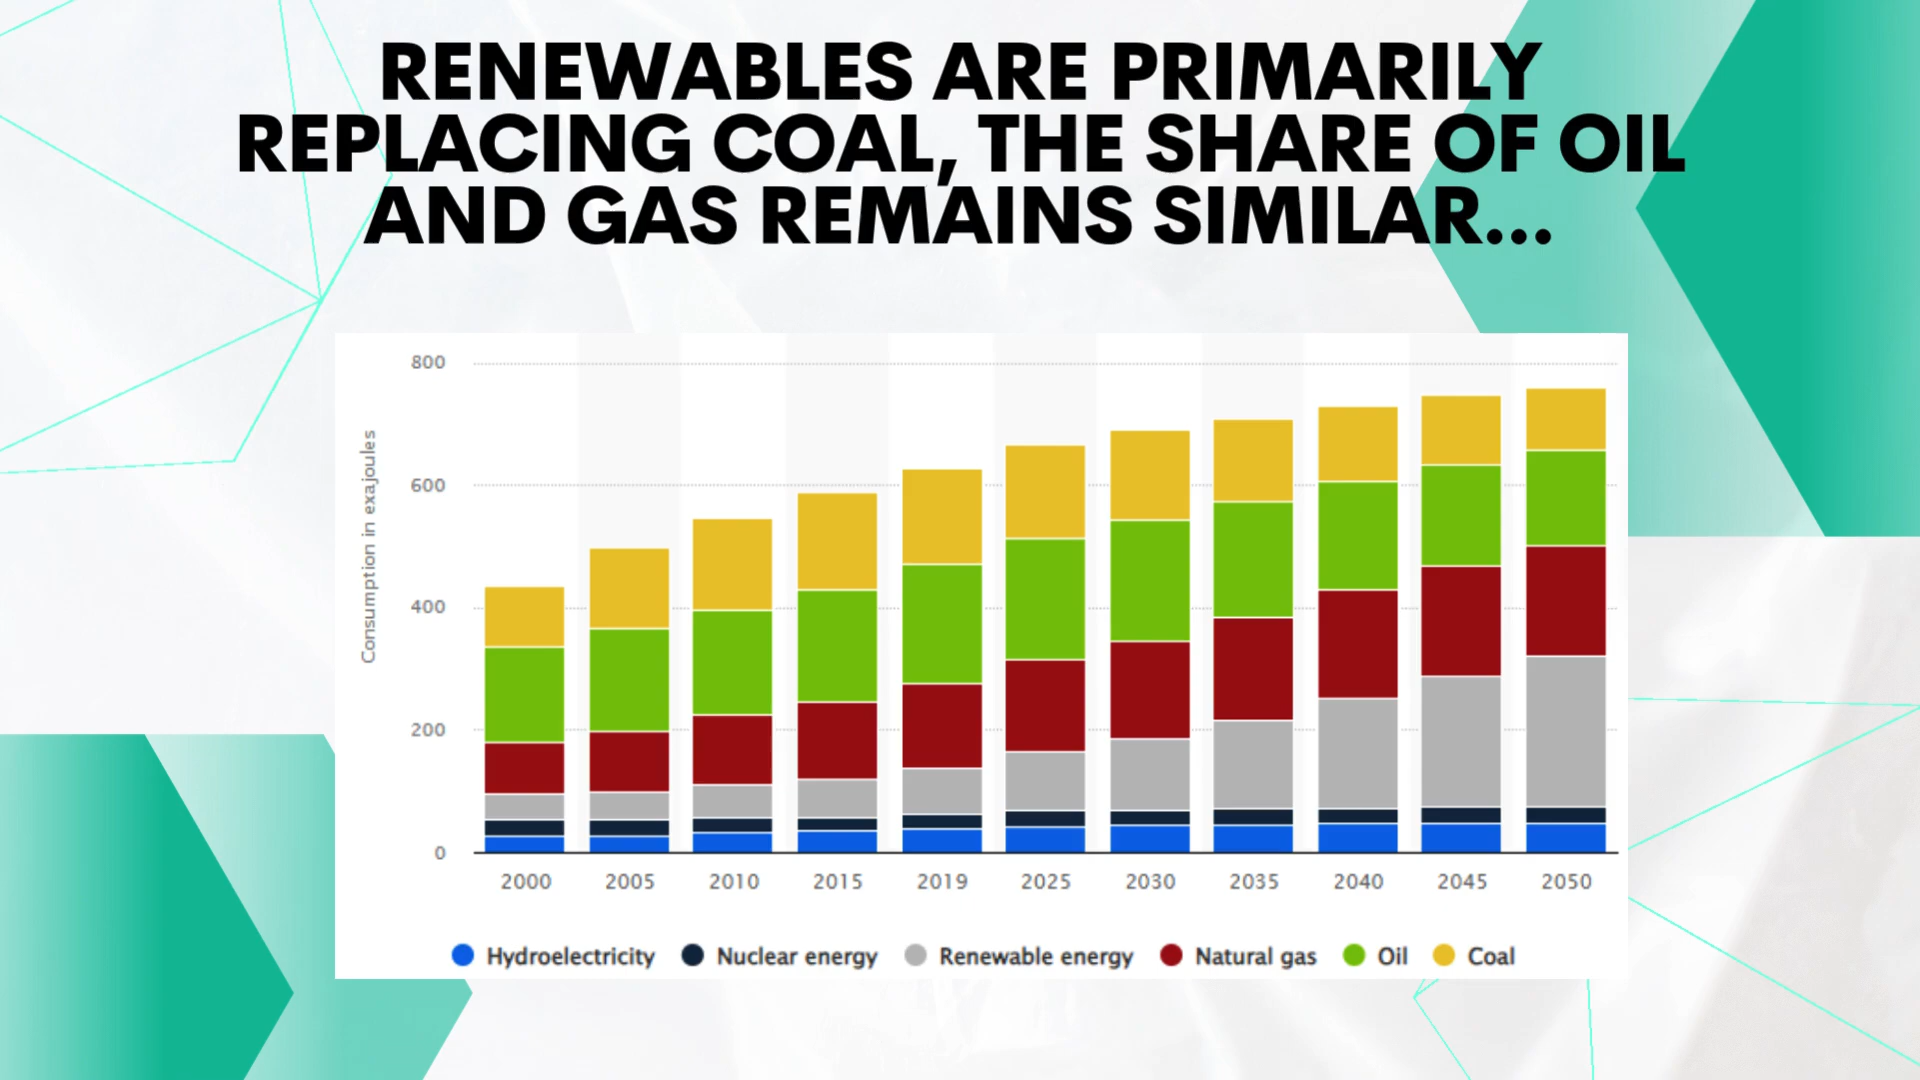 RENEWABLES ARE PRIMARILY
REPLACING COAL, THE SHARE OF OIL
AND GAS REMAINS SIMILAR...
Consumption in exajoules
800
600
400
200
0
2000 2005 2010 2015 2019 2025 2030 2035 2040 2045 2050
Hydroelectricity Nuclear energy Renewable energy Natural gas Oil Coal